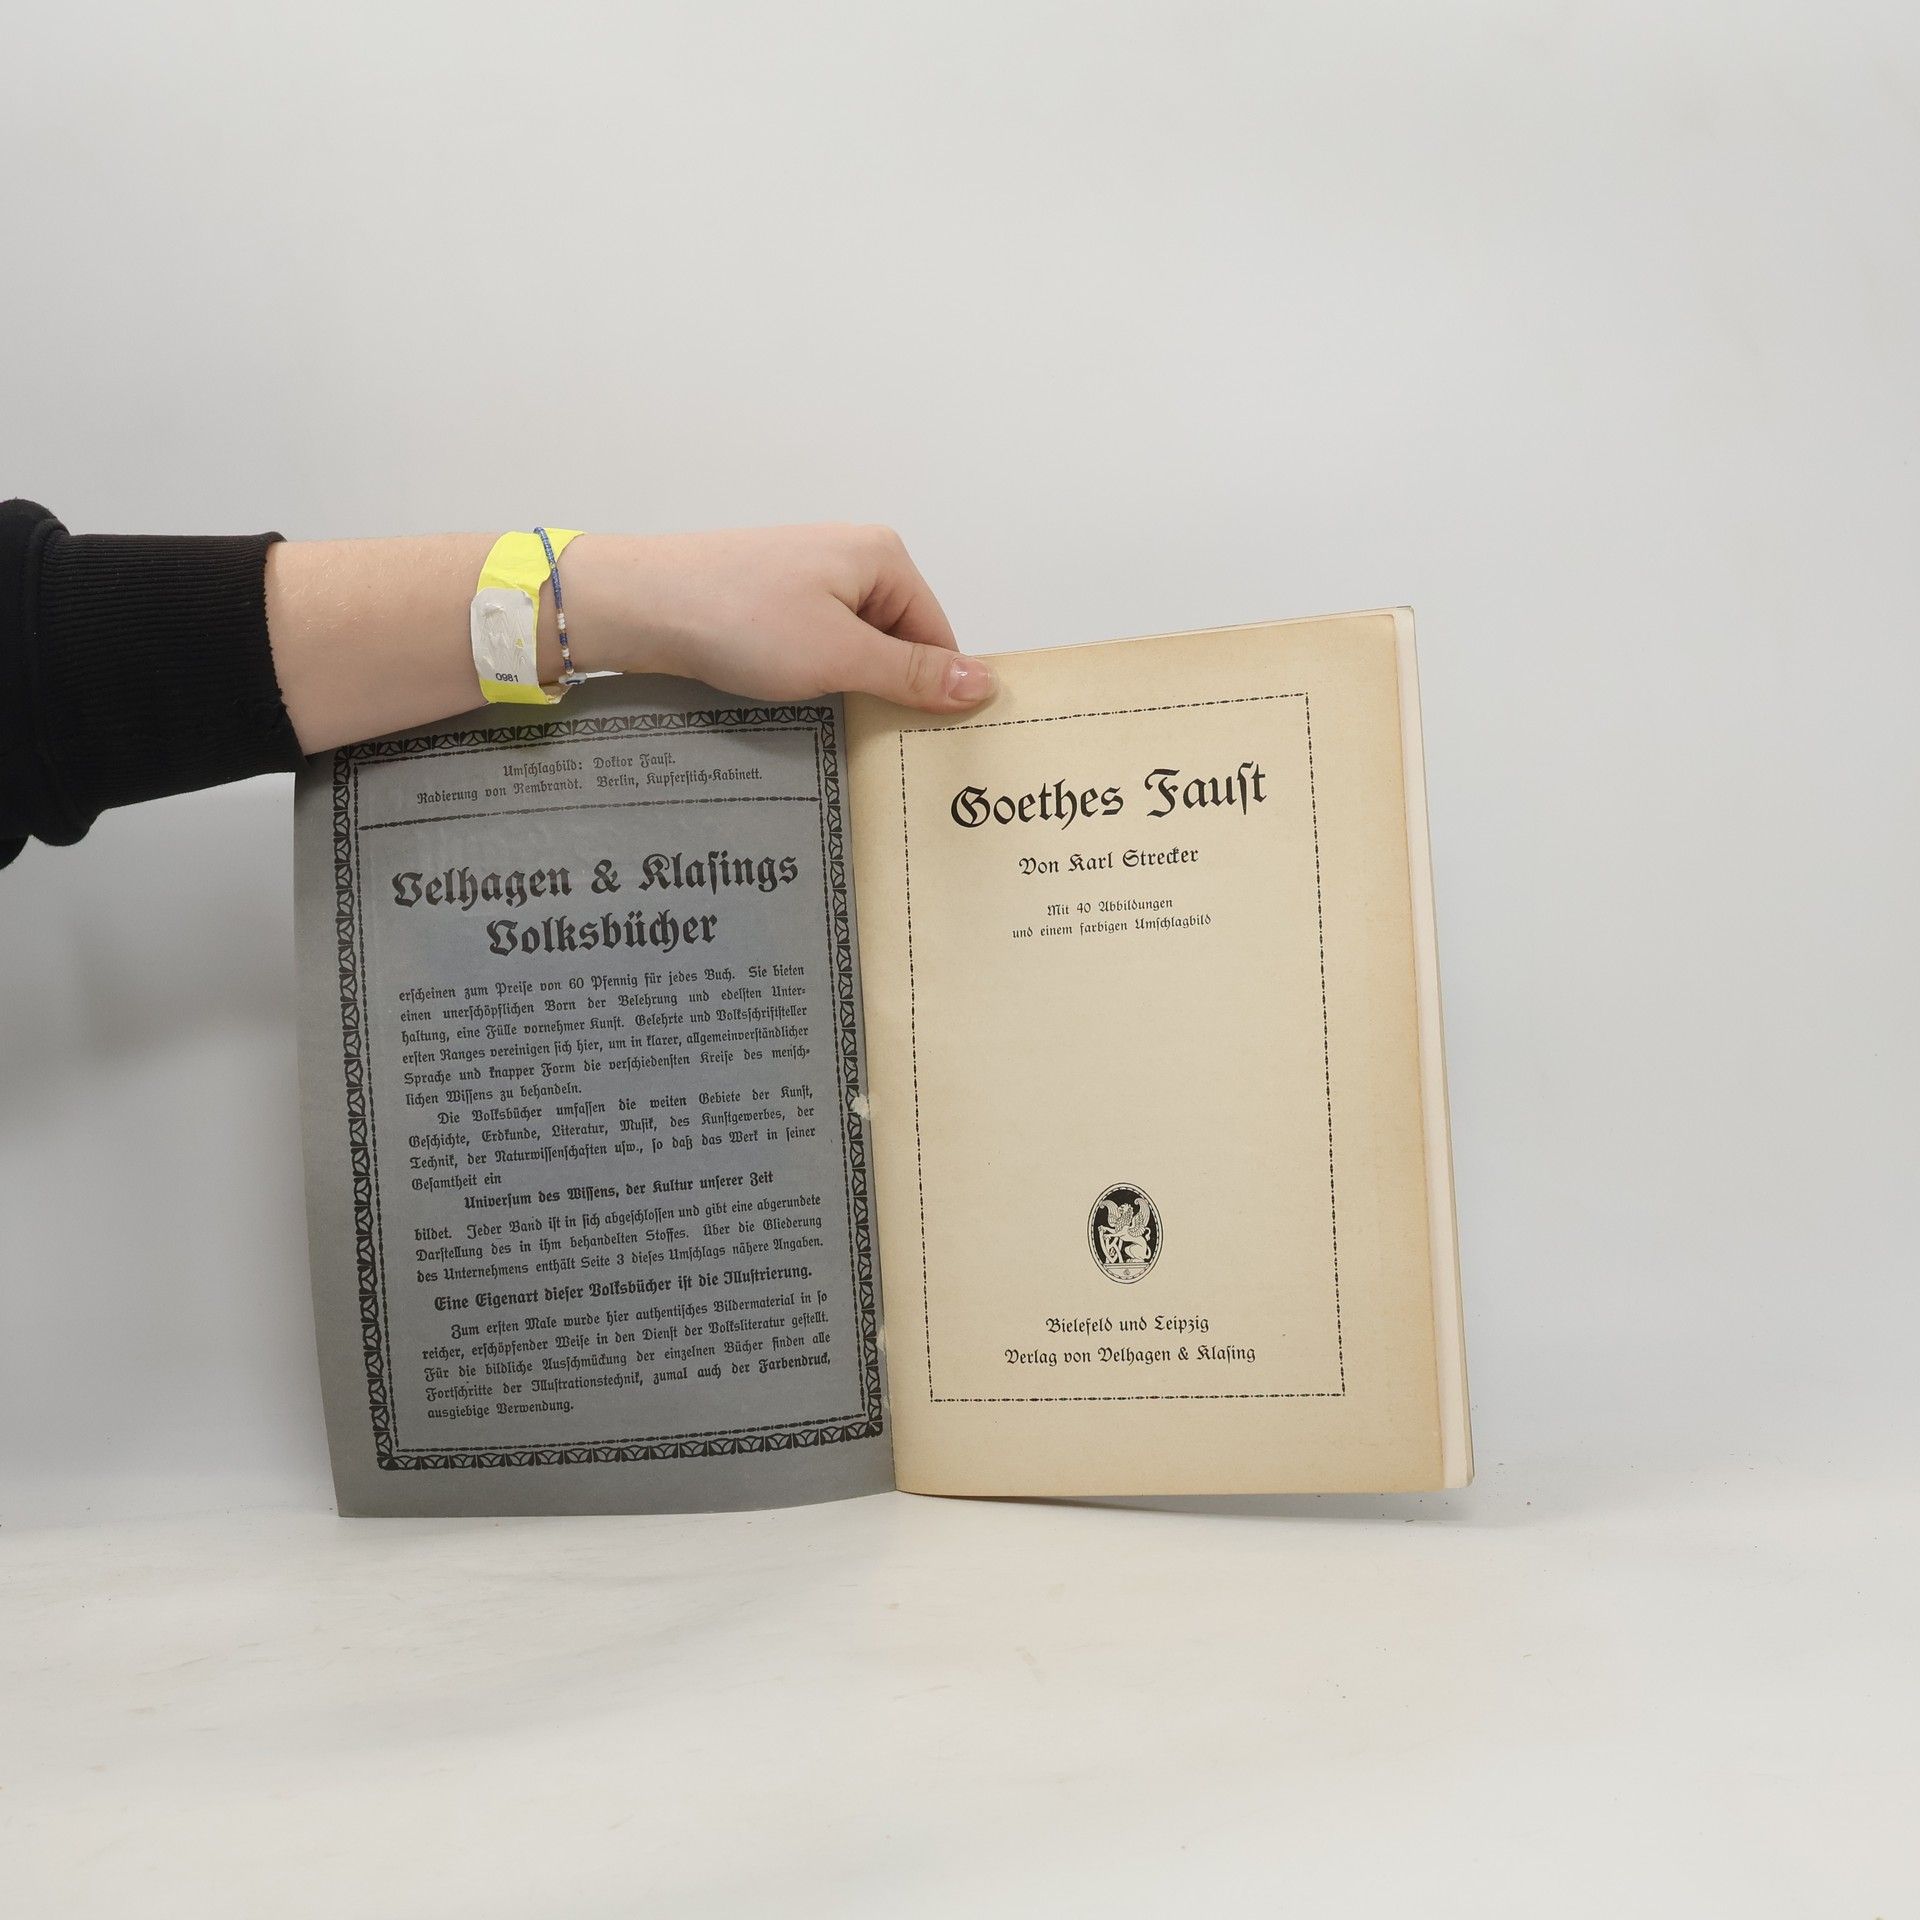 0981
Umschlagbild: Doktor Faust.
Radierung von Rembrandt. Berlin, Kupferstich-Kabinett.
Velhagen & Klasings
Volksbücher
erscheinen zum Preise von 60 Pfennig für jedes Buch. Sie bieten
einen unerschöpflichen Born der Belehrung und edelsten Unter-
haltung, eine Fülle vornehmer Kunst. Gelehrte und Volksschriftsteller
ersten Ranges vereinigen sich hier, um in klarer, allgemeinverständlicher
Sprache und knapper Form die verschiedensten Kreise des mensch-
lichen Wissens zu behandeln.
Die Volksbücher umfassen die weiten Gebiete der Kunst,
Geschichte, Erdkunde, Literatur, Musik, des Kunstgewerbes, der
Technik, der Naturwissenschaften usw., so daß das Werk in seiner
Gesamtheit ein
Universum des Wissens, der Kultur unserer Zeit
bildet. Jeder Band ist in sich abgeschlossen und gibt eine abgerundete
Darstellung des in ihm behandelten Stoffes. Über die Gliederung
des Unternehmens enthält Seite 3 dieses Umschlags nähere Angaben.
Eine Eigenart dieser Volksbücher ist die Illustrierung.
Zum ersten Male wurde hier authentisches Bildermaterial in so
reicher, erschöpfender Weise in den Dienst der Volksliteratur gestellt.
Für die bildliche Ausschmückung der einzelnen Bücher finden alle
Fortschritte der Illustrationstechnik, zumal auch der Farbendruck,
ausgiebige Verwendung.
Goethes Faust
Von Karl Strecker
Mit 40 Abbildungen
und einem farbigen Umschlagbild
Bielefeld und Leipzig
Verlag von Velhagen & Klasing